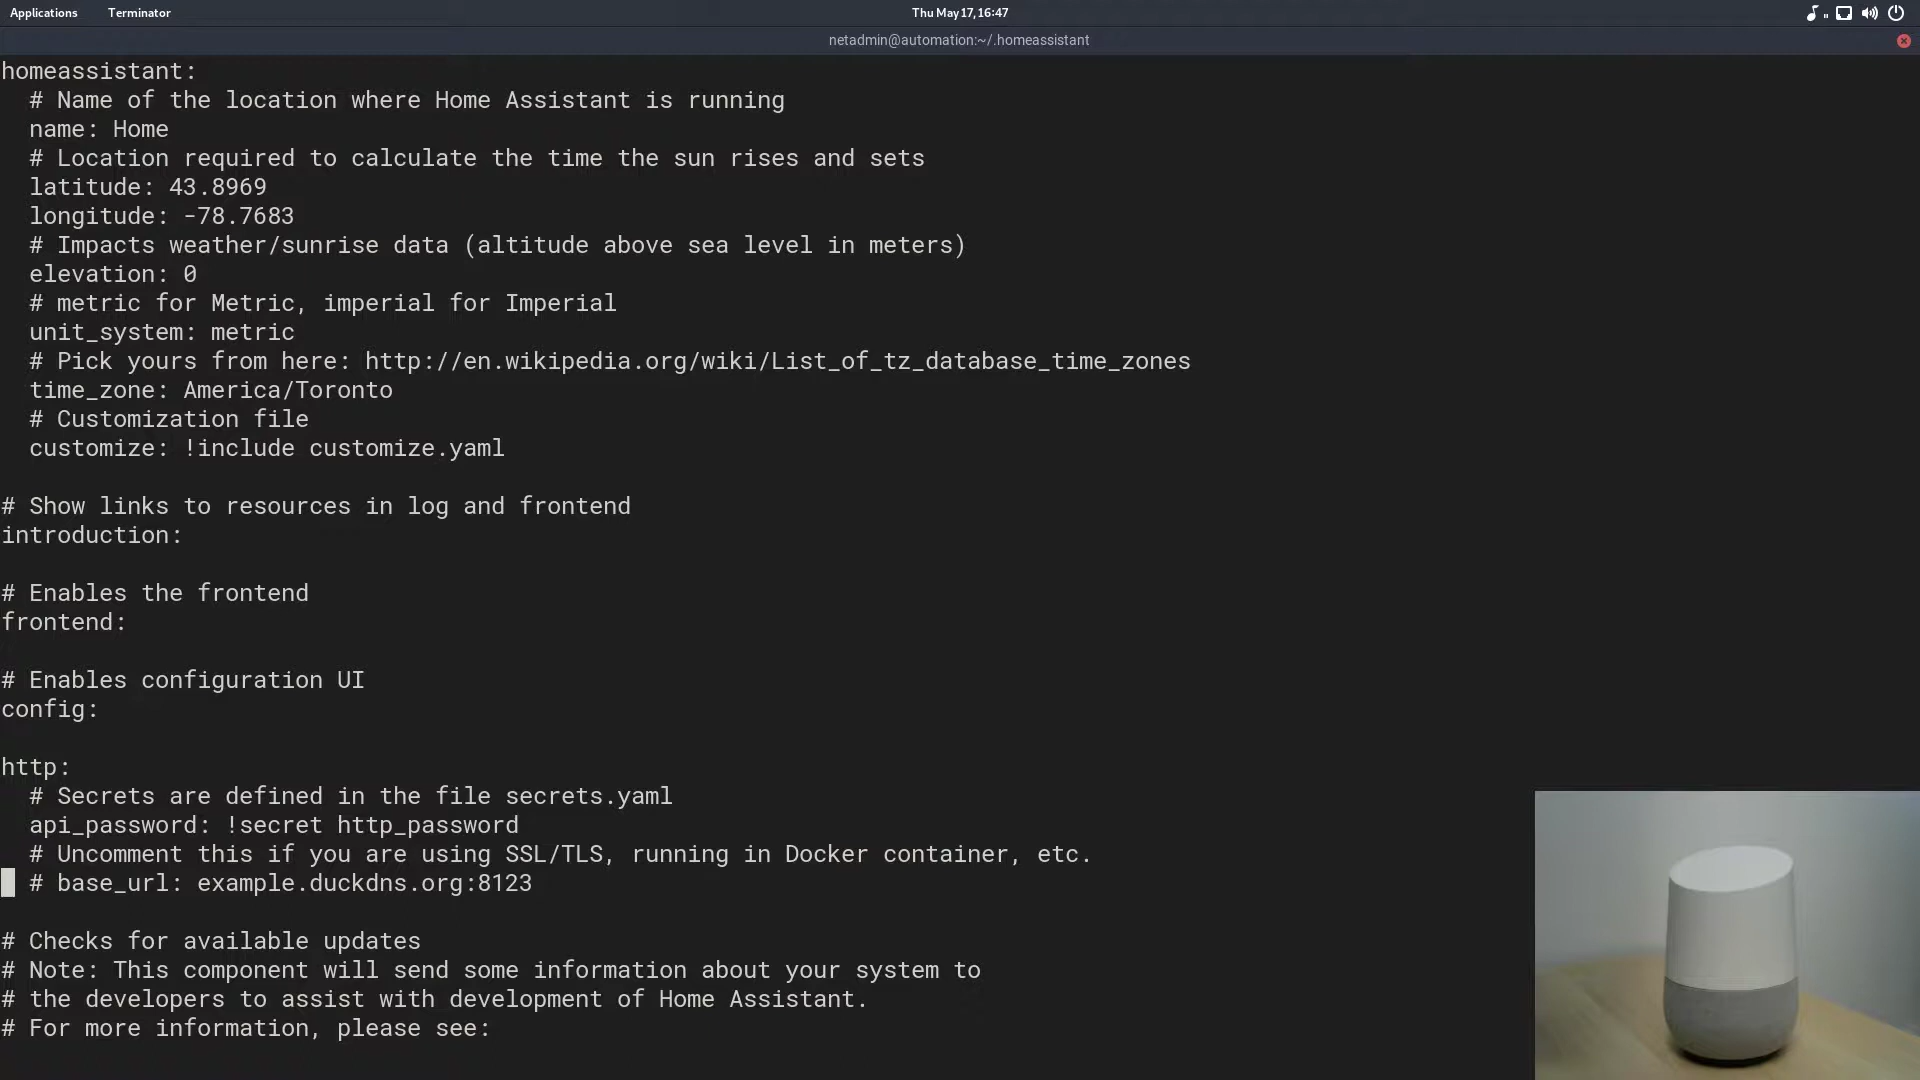 Applications Terminator Thu May 17, 16:47
netadmin@automation:~/.homeassistant
homeassistant:
# Name of the location where Home Assistant is running
name: Home
# Location required to calculate the time the sun rises and sets
latitude: 43.8969
longitude: -78.7683
# Impacts weather/sunrise data (altitude above sea level in meters)
elevation: 0
# metric for Metric, imperial for Imperial
unit_system: metric
# Pick yours from here: http://en.wikipedia.org/wiki/List_of_tz_database_time_zones
time_zone: America/Toronto
# Customization file
customize: !include customize.yaml
# Show links to resources in log and frontend
introduction:
# Enables the frontend
frontend:
# Enables configuration UI
config:
http:
# Secrets are defined in the file secrets.yaml
api_password: !secret http_password
# Uncomment this if you are using SSL/TLS, running in Docker container, etc.
# base_url: example.duckdns.org:8123
# Checks for available updates
# Note: This component will send some information about your system to
# the developers to assist with development of Home Assistant.
# For more information, please see: